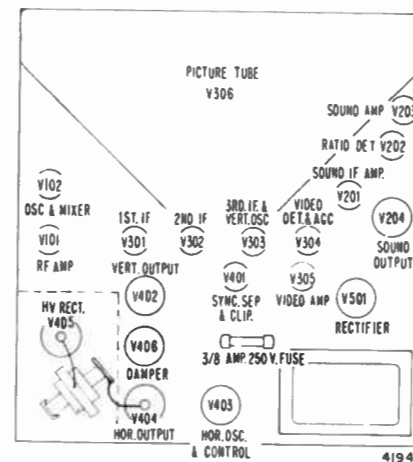 PICTURE TUBE
V306
SOUND AMP V203
RATIO DET V202
SOUND IF AMP.
V201
V102
OSC & MIXER
V204
SOUND
OUTPUT
1ST. IF
2ND IF
3RD. IF. &
VERT. OSC
VIDEO
DET. & AGC
V101
V301
V302
V303
V304
RF AMP
VERT. OUTPUT
V401
V305
SYNC. SEP
& CLIP.
VIDEO AMP
V402
V501
RECTIFIER
HV RECT.
V405
V406
DAMPER
3/8 AMP. 250 V. FUSE
V404
HOR. OUTPUT
V403
HOR. OSC.
& CONTROL
4194